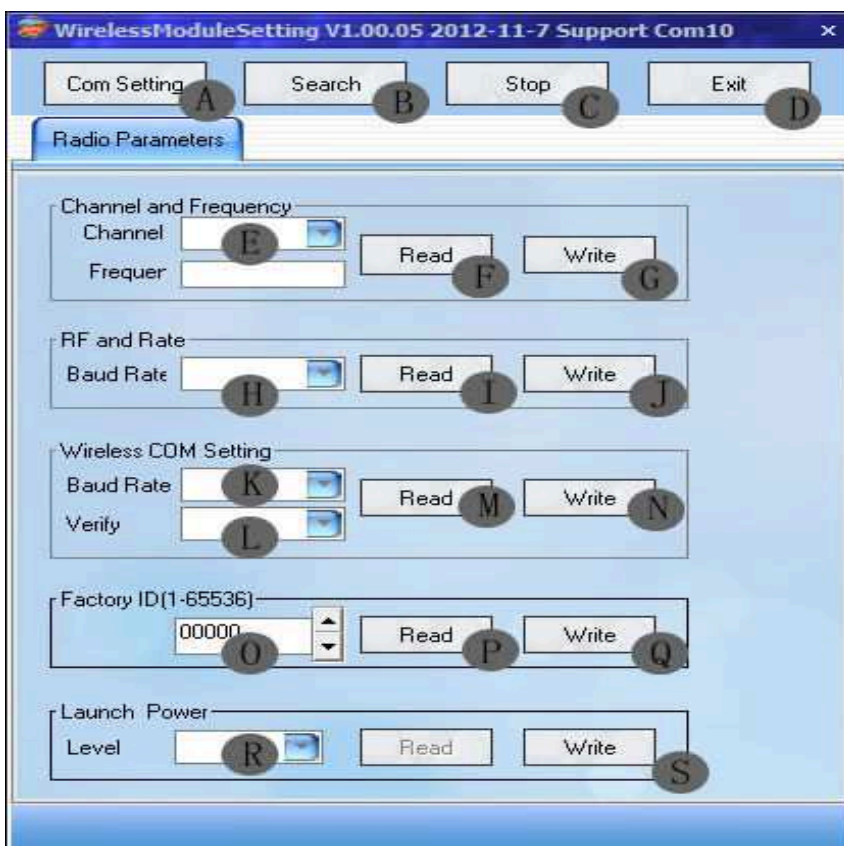 WirelessModuleSetting V1.00.05 2012-11-7 Support Com10 ×
Com Setting A Search B Stop C Exit D
Radio Parameters
Channel and Frequency
Channel E Read F Write G
Frequer
RF and Rate
Baud Rate H Read I Write J
Wireless COM Setting
Baud Rate K Read M Write N
Verify L
Factory ID(1-65536)
00000 O Read P Write Q
Launch Power
Level R Read Write S